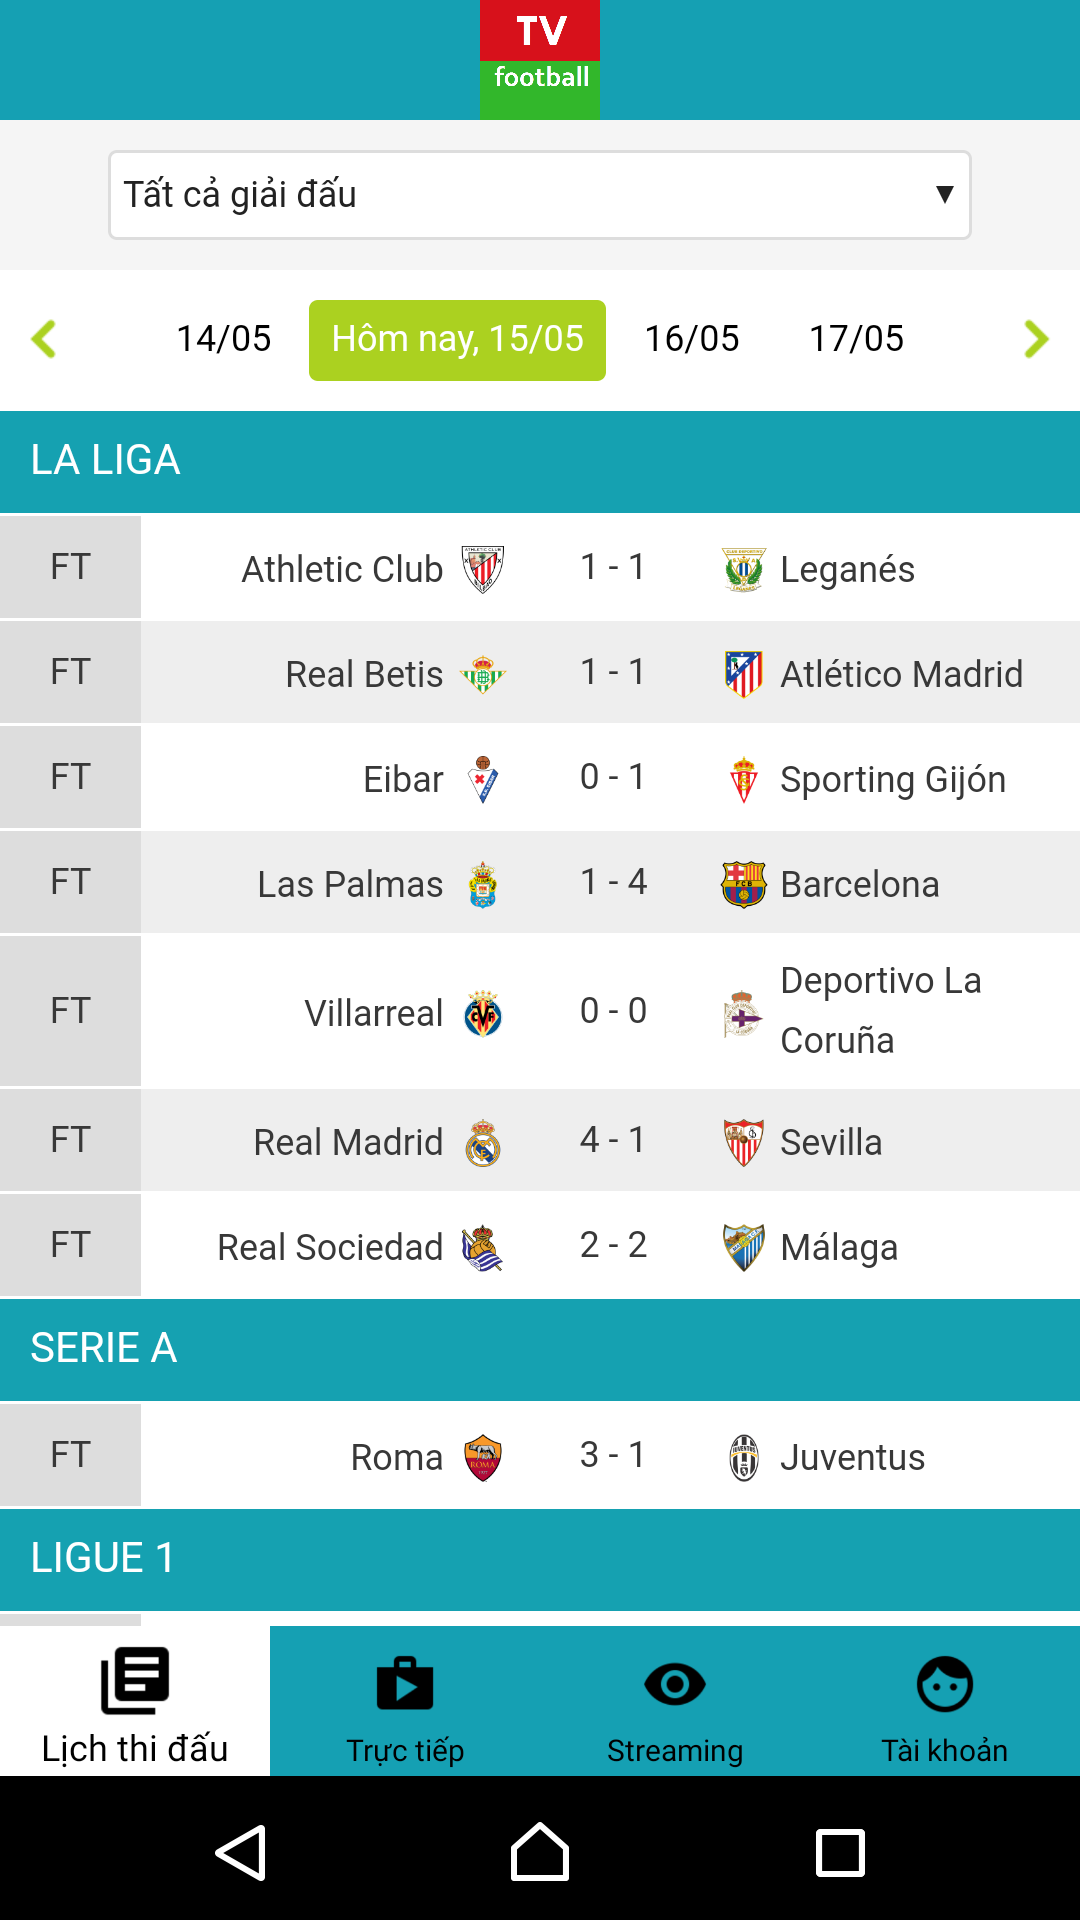 TV
football
Tất cả giải đấu
14/05 Hôm nay, 15/05 16/05 17/05
LA LIGA
FT Athletic Club 1 - 1 Leganés
FT Real Betis 1 - 1 Atlético Madrid
FT Eibar 0 - 1 Sporting Gijón
FT Las Palmas 1 - 4 Barcelona
FT Villarreal 0 - 0 Deportivo La
Coruña
FT Real Madrid 4 - 1 Sevilla
FT Real Sociedad 2 - 2 Málaga
SERIE A
FT Roma 3 - 1 Juventus
LIGUE 1
Lịch thi đấu Trực tiếp Streaming Tài khoản